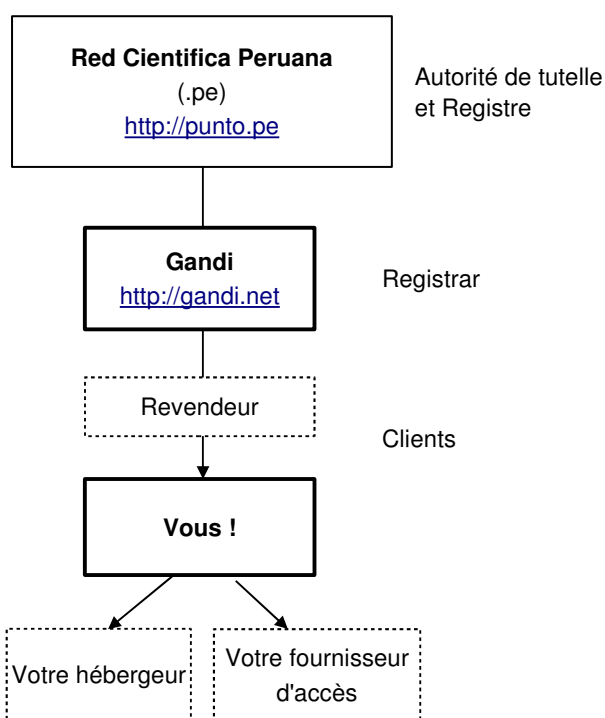 Red Cientifica Peruana
(.pe)
http://punto.pe
Autorité de tutelle
et Registre
Gandi
http://gandi.net
Registrar
Revendeur
Clients
Vous !
Votre hébergeur
Votre fournisseur
d'accès